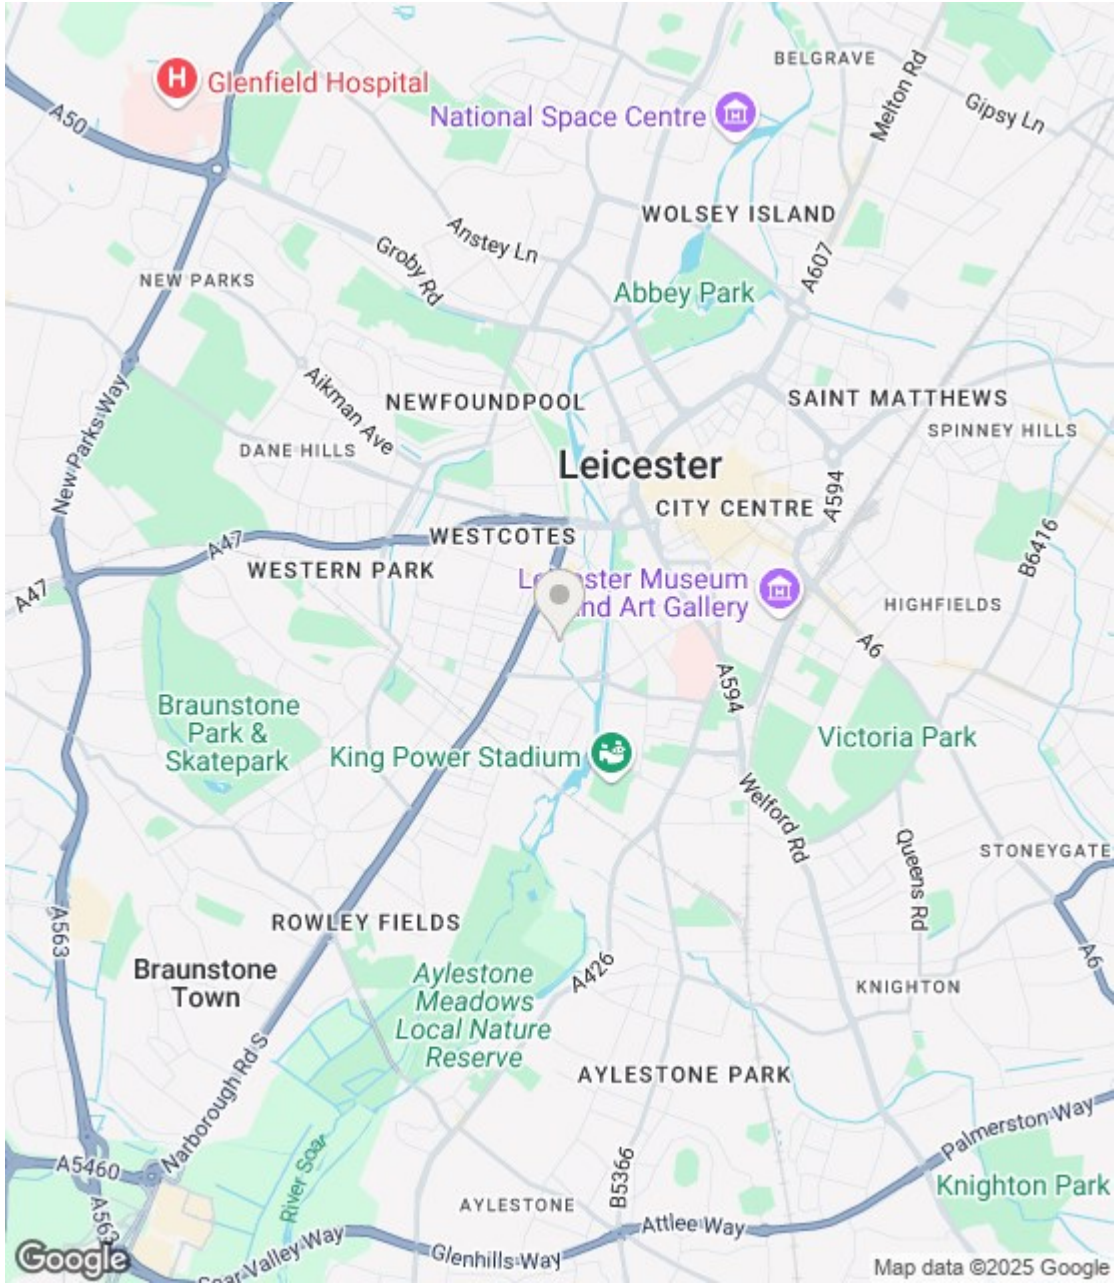 BELGRAVE
Glenfield Hospital
Melton Rd
Gipsy Ln
National Space Centre
A50
WOLSEY ISLAND
Anstey Ln
Groby Rd
A607
NEW PARKS
Abbey Park
New Parks Way
Aikman Ave
NEWFOUNDPOOL
SAINT MATTHEWS
SPINNEY HILLS
DANE HILLS
Leicester
CITY CENTRE
A594
WESTCOTES
A47
B6416
WESTERN PARK
A47
Museum
and Art Gallery
HIGHFIELDS
A6
A594
Braunstone
Park &
Skatepark
Victoria Park
King Power Stadium
Welford Rd
Queens Rd
STONEYGATE
A563
ROWLEY FIELDS
A6
Braunstone
Town
Aylestone
Meadows
Local Nature
Reserve
A426
KNIGHTON
Narborough Rd S
AYLESTONE PARK
Palmerston Way
A5460
River Soar
B5366
Knighton Park
A563
AYLESTONE
Attlee Way
Soar Valley Way
Glenhills Way
Google
Map data ©2025 Google